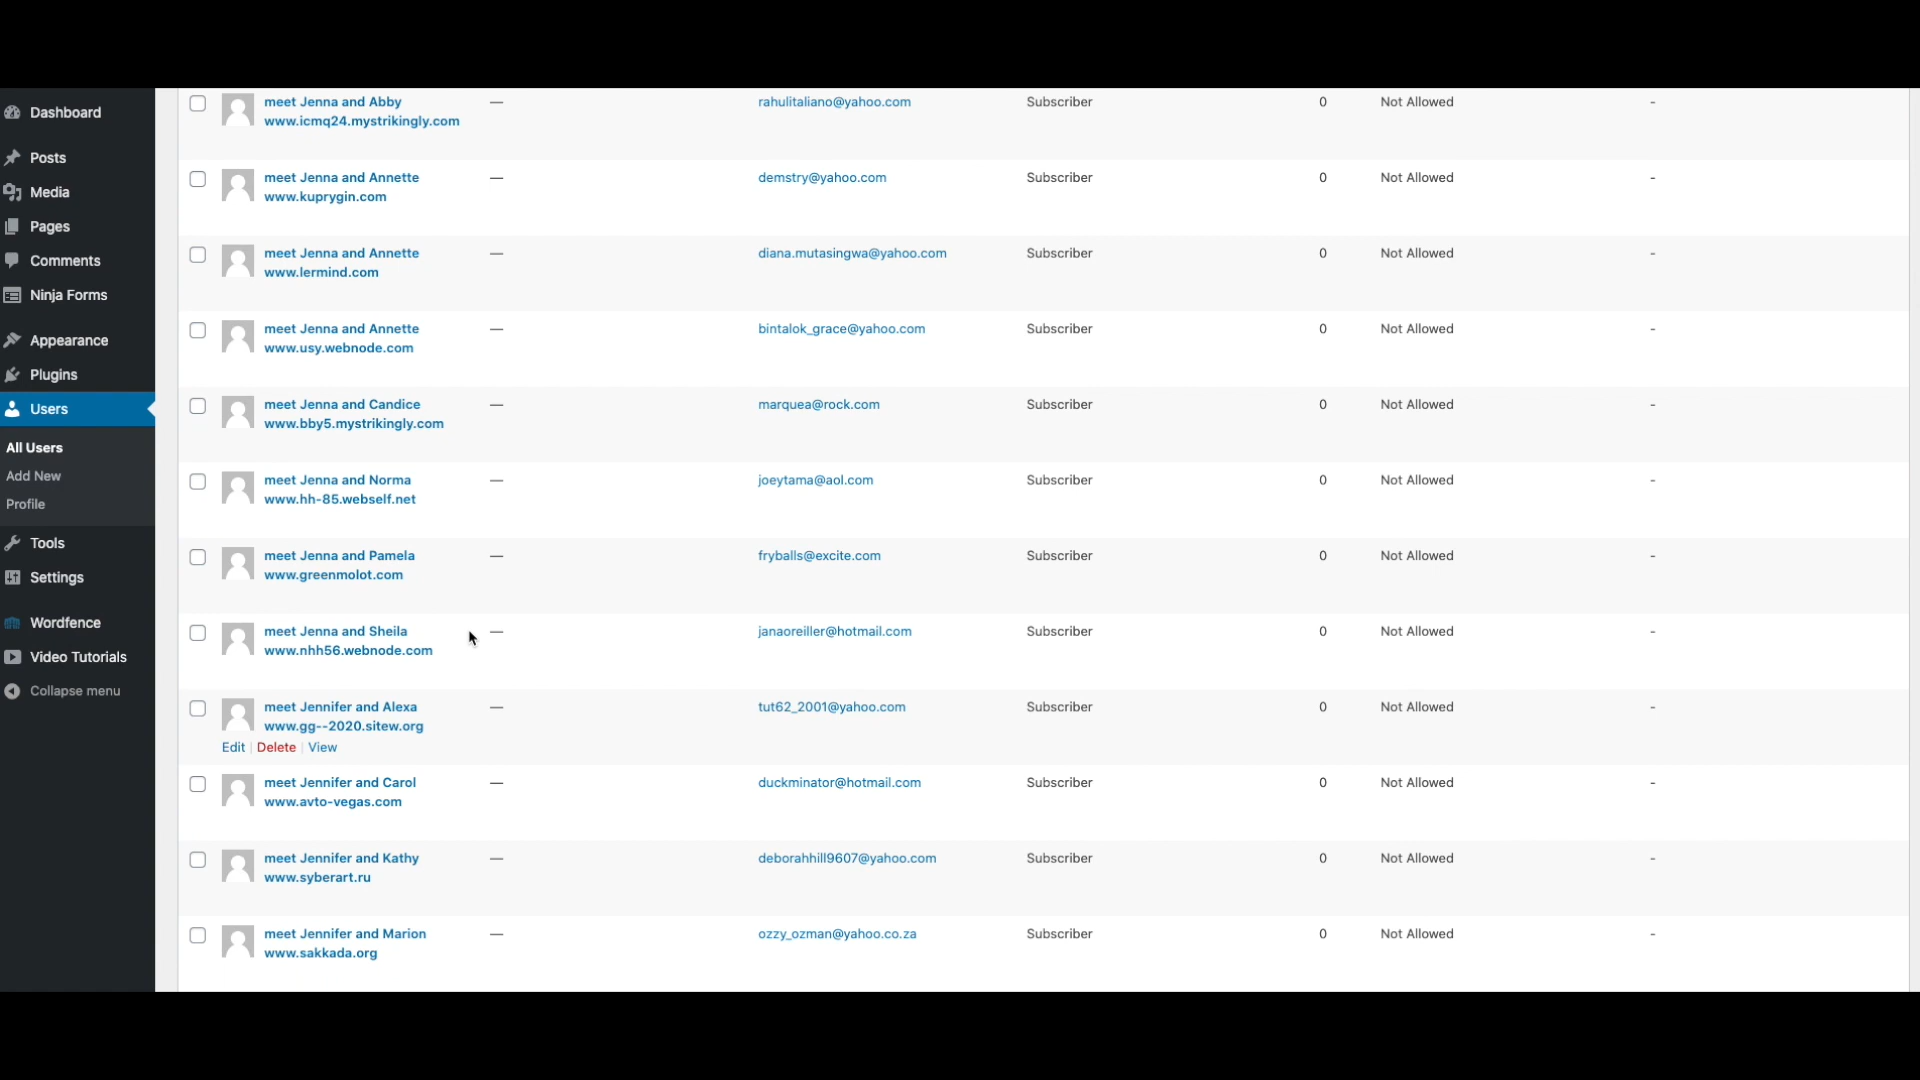 Dashboard
Posts
Media
Pages
Comments
Ninja Forms
Appearance
Plugins
Users
All Users
Add New
Profile
Tools
Settings
Wordfence
Video Tutorials
Collapse menu
meet Jenna and Abby — rahulitaliano@yahoo.com Subscriber 0 Not Allowed -
www.icmq24.mystrikingly.com
meet Jenna and Annette — demstry@yahoo.com Subscriber 0 Not Allowed -
www.kuprygin.com
meet Jenna and Annette — diana.mutasingwa@yahoo.com Subscriber 0 Not Allowed -
www.lermind.com
meet Jenna and Annette — bintalok_grace@yahoo.com Subscriber 0 Not Allowed -
www.usy.webnode.com
meet Jenna and Candice — marquea@rock.com Subscriber 0 Not Allowed -
www.bby5.mystrikingly.com
meet Jenna and Norma — joeytama@aol.com Subscriber 0 Not Allowed -
www.hh-85.webself.net
meet Jenna and Pamela — fryballs@excite.com Subscriber 0 Not Allowed -
www.greenmolot.com
meet Jenna and Sheila — janaoreiller@hotmail.com Subscriber 0 Not Allowed -
www.nhh56.webnode.com
meet Jennifer and Alexa — tut62_2001@yahoo.com Subscriber 0 Not Allowed -
www.gg--2020.sitew.org
Edit | Delete | View
meet Jennifer and Carol — duckminator@hotmail.com Subscriber 0 Not Allowed -
www.avto-vegas.com
meet Jennifer and Kathy — deborahhill9607@yahoo.com Subscriber 0 Not Allowed -
www.syberart.ru
meet Jennifer and Marion — ozzy_ozman@yahoo.co.za Subscriber 0 Not Allowed -
www.sakkada.org